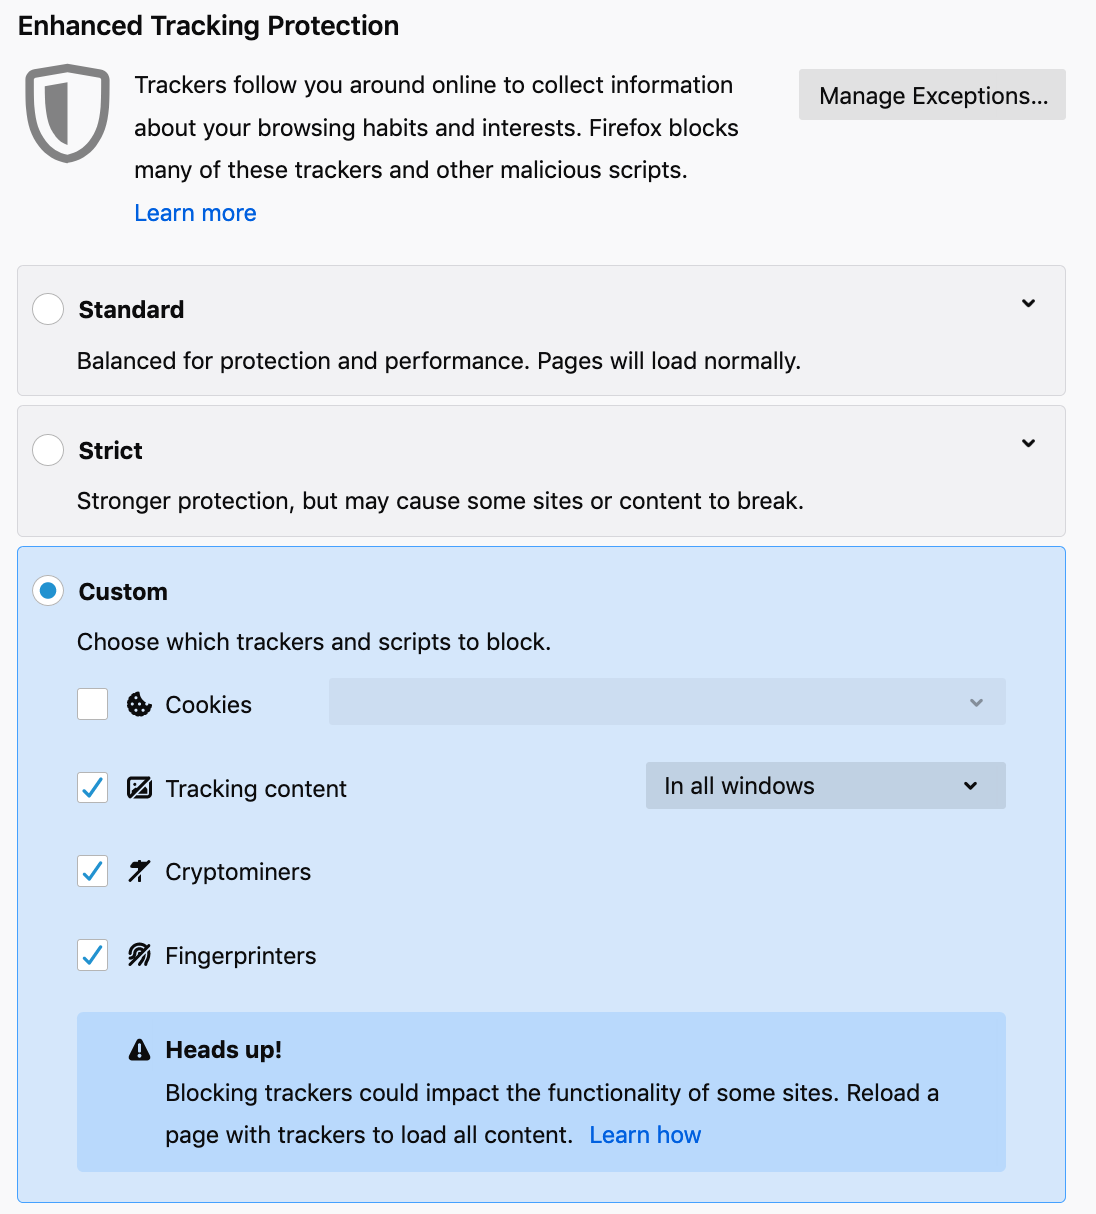 Enhanced Tracking Protection
Trackers follow you around online to collect information
about your browsing habits and interests. Firefox blocks
many of these trackers and other malicious scripts.
Learn more
Manage Exceptions...
Standard
Balanced for protection and performance. Pages will load normally.
Strict
Stronger protection, but may cause some sites or content to break.
Custom
Choose which trackers and scripts to block.
Cookies
Tracking content
In all windows
Cryptominers
Fingerprinters
Heads up!
Blocking trackers could impact the functionality of some sites. Reload a
page with trackers to load all content. Learn how